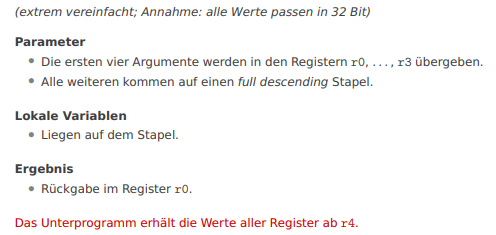 (extrem vereinfacht; Annahme: alle Werte passen in 32 Bit)
Parameter
• Die ersten vier Argumente werden in den Registern r0, ..., r3 übergeben.
• Alle weiteren kommen auf einen full descending Stapel.
Lokale Variablen
• Liegen auf dem Stapel.
Ergebnis
• Rückgabe im Register r0.
Das Unterprogramm erhält die Werte aller Register ab r4.